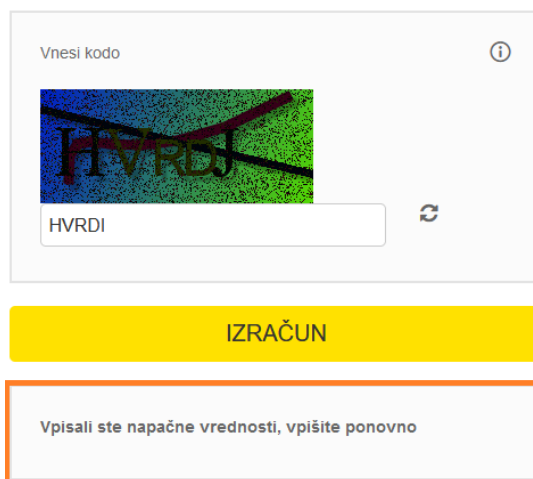 Vnesi kodo
HVRDJ
HVRDI
IZRAČUN
Vpisali ste napačne vrednosti, vpišite ponovno